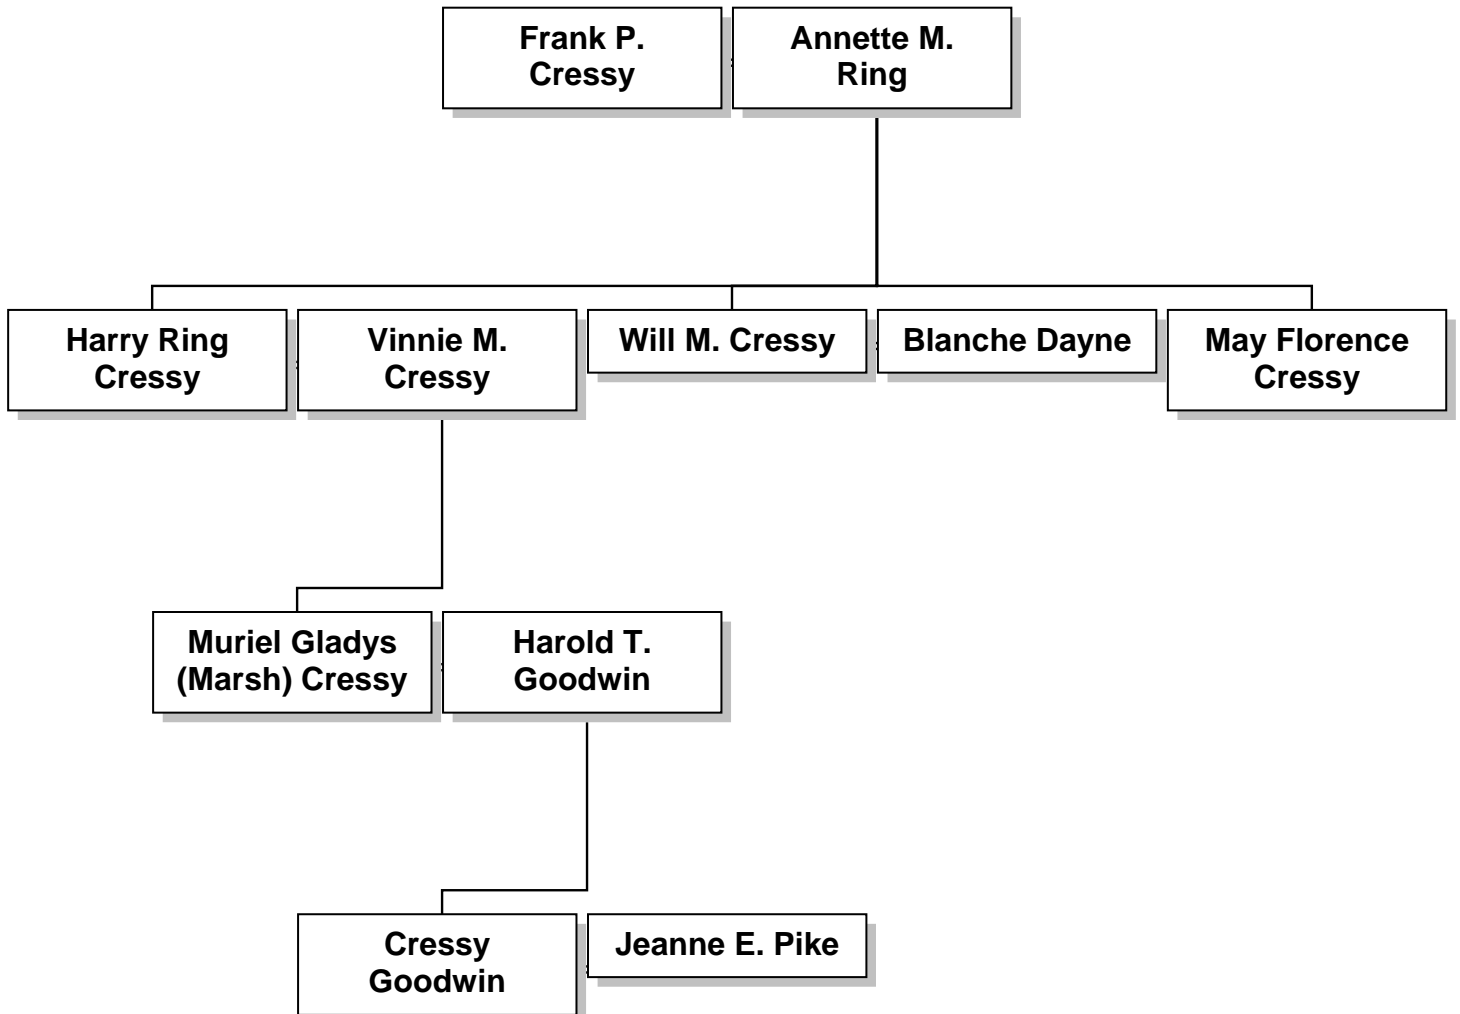 Frank P.
Cressy
Annette M.
Ring
Harry Ring
Cressy
Vinnie M.
Cressy
Will M. Cressy
Blanche Dayne
May Florence
Cressy
Muriel Gladys
(Marsh) Cressy
Harold T.
Goodwin
Cressy
Goodwin
Jeanne E. Pike